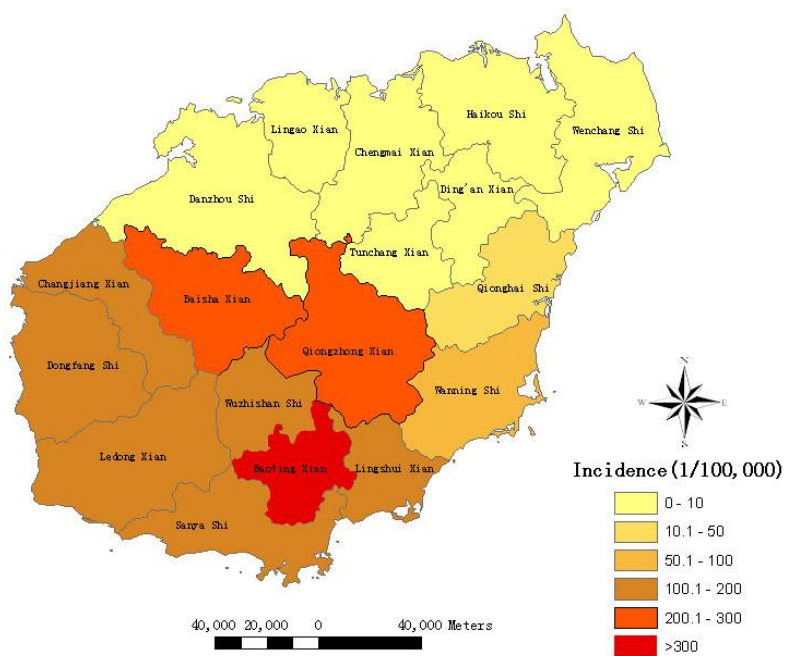 Haikou Shi
Wenchang Shi
Lingao Xian
Chengmai Xian
Ding'an Xian
Danzhou Shi
Tunchang Xian
Qionghai Shi
Changjiang Xian
Baisha Xian
Qiongzhong Xian
Dongfang Shi
Wanning Shi
Wuzhishan Shi
Ledong Xian
Baoting Xian
Lingshui Xian
Sanya Shi
N
W E
S
Incidence(1/100,000)
0 - 10
10.1 - 50
50.1 - 100
100.1 - 200
200.1 - 300
>300
40,000 20,000 0 40,000 Meters